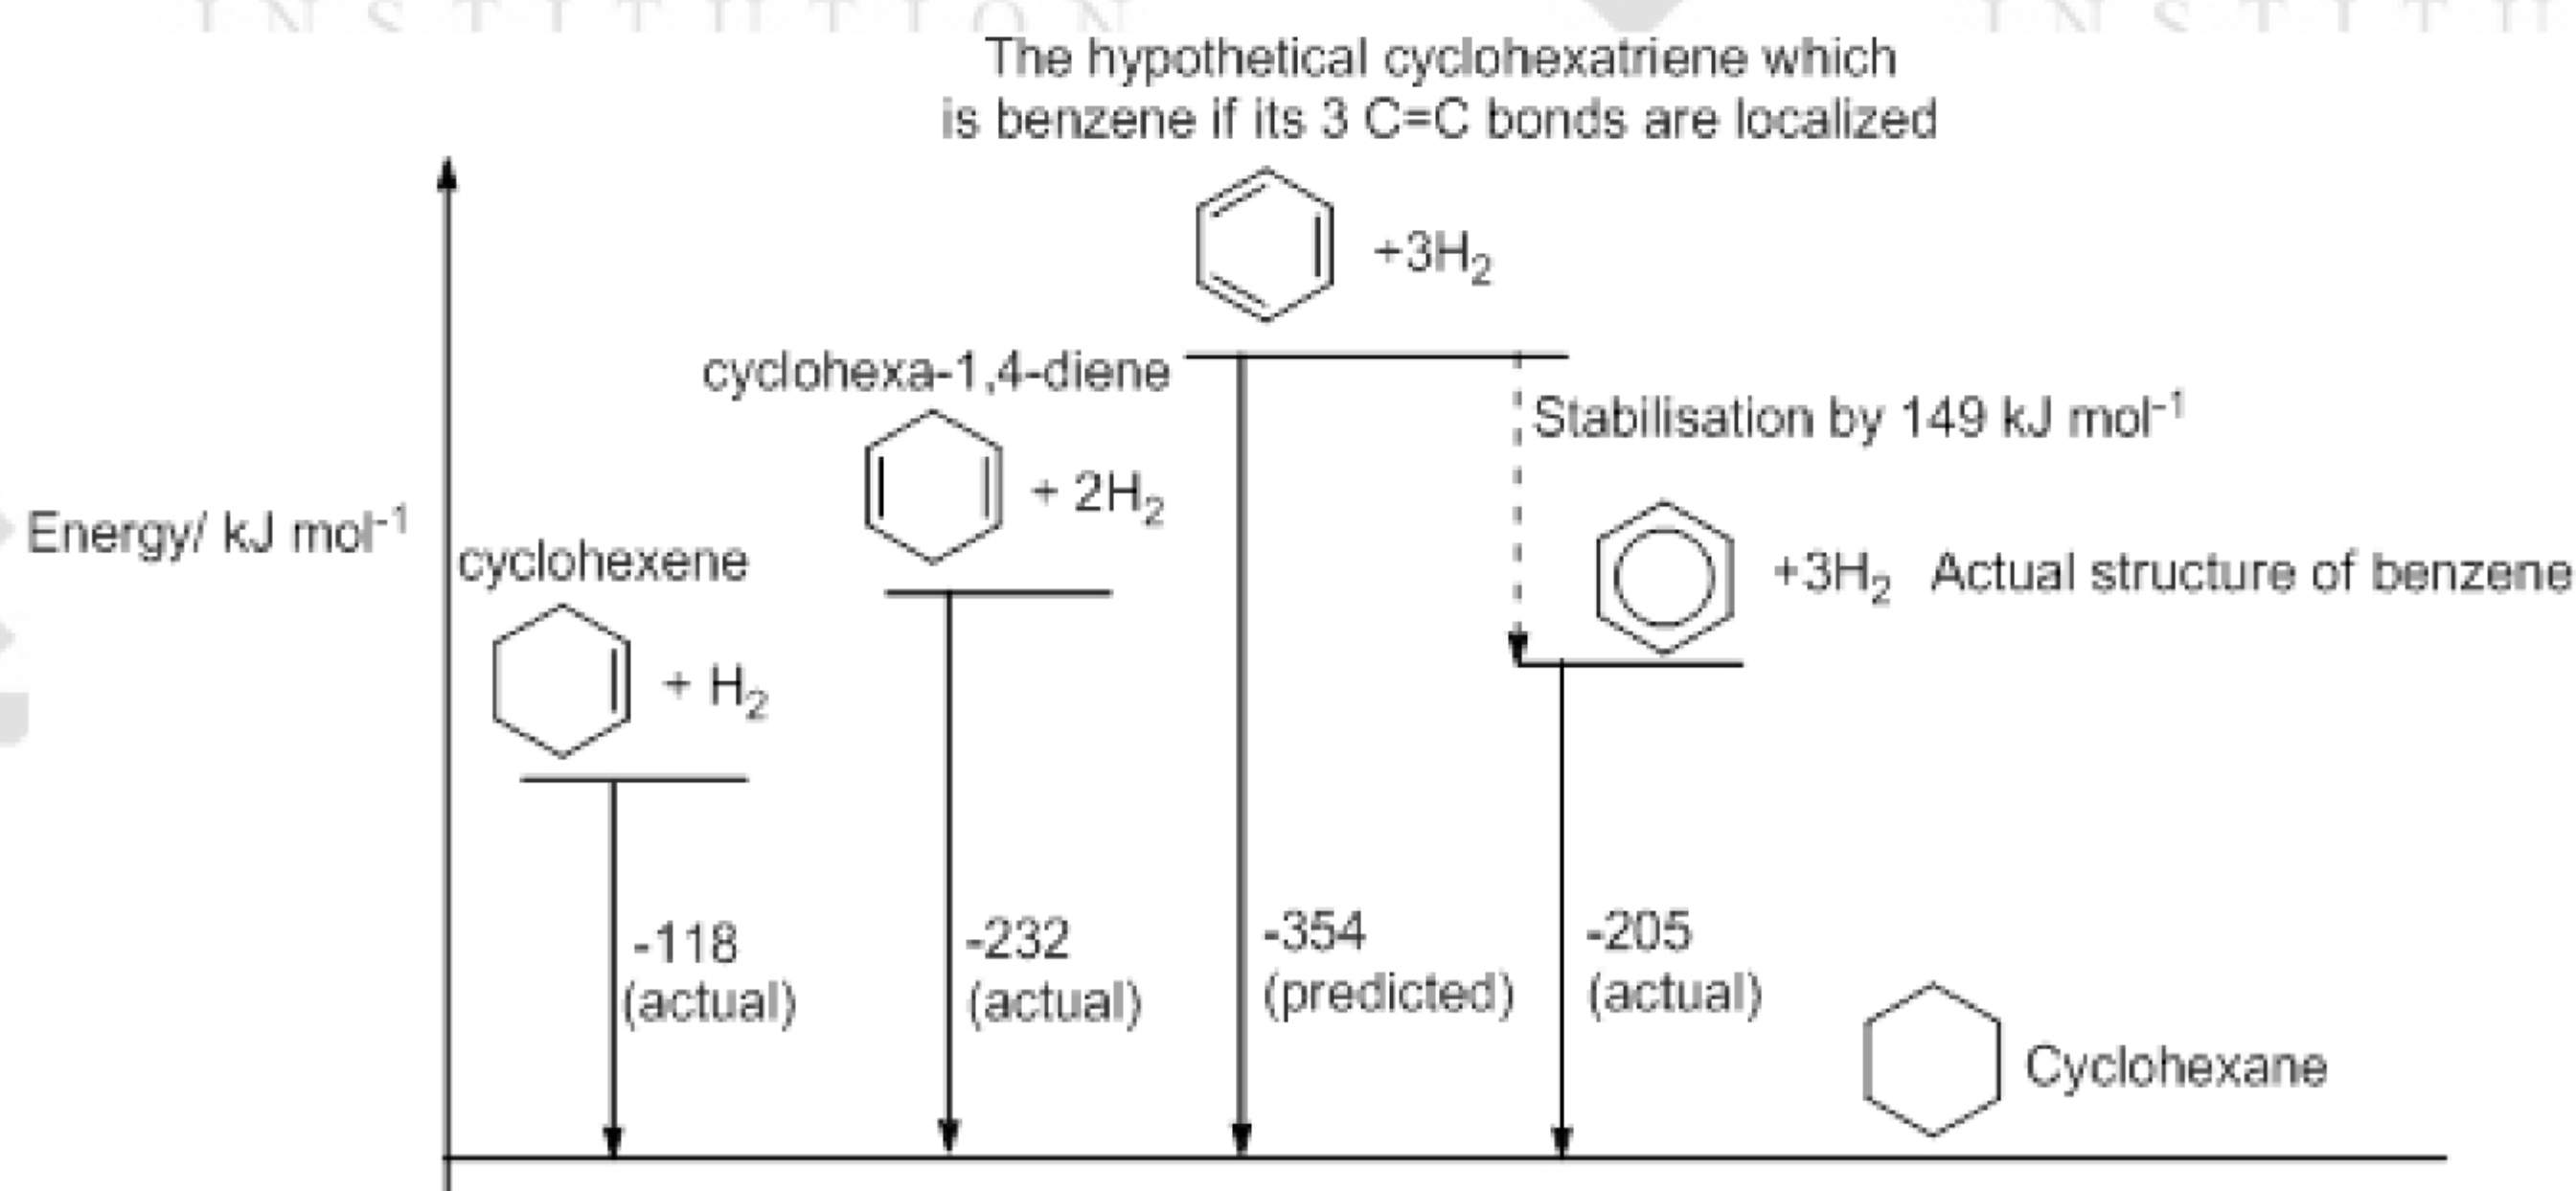 INSTITUTION
The hypothetical cyclohexatriene which
is benzene if its 3 C=C bonds are localized
+3H₂
cyclohexa-1,4-diene
Stabilisation by 149 kJ mol⁻¹
+ 2H₂
Energy/ kJ mol⁻¹
cyclohexene
+3H₂ Actual structure of benzene
+ H₂
-118
(actual)
-232
(actual)
-354
(predicted)
-205
(actual)
Cyclohexane